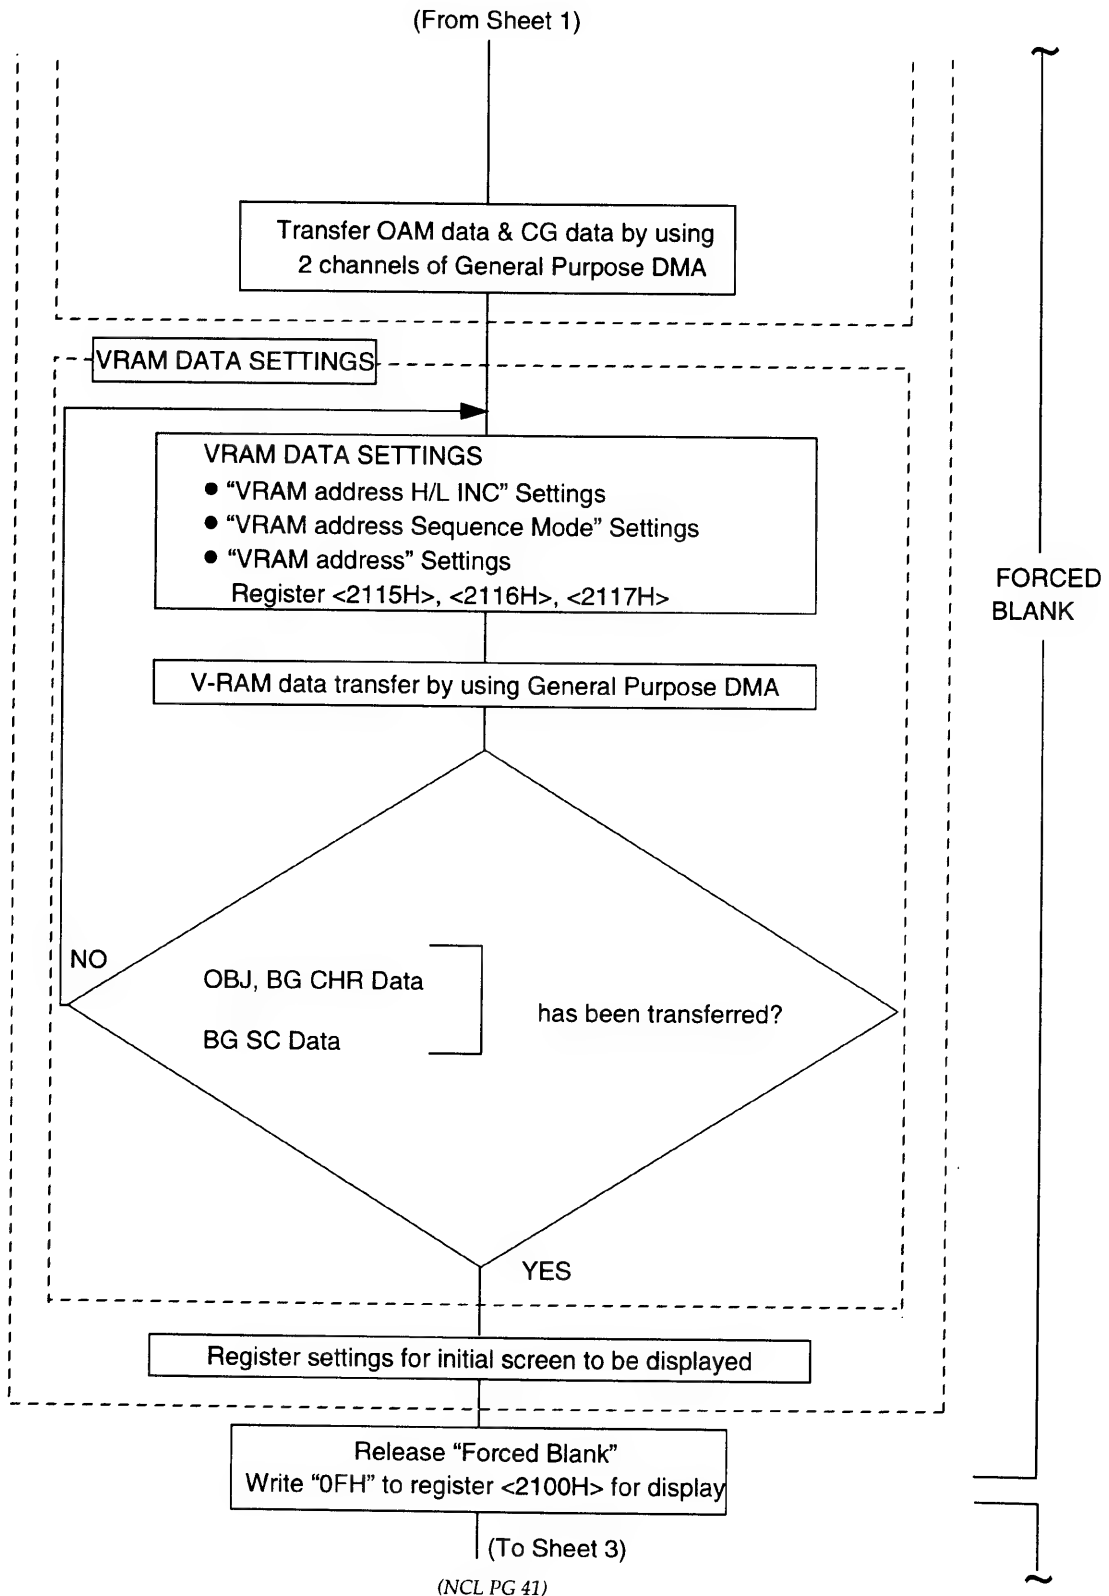 (From Sheet 1)
Transfer OAM data & CG data by using
2 channels of General Purpose DMA
VRAM DATA SETTINGS
VRAM DATA SETTINGS
● “VRAM address H/L INC” Settings
● “VRAM address Sequence Mode” Settings
● “VRAM address” Settings
Register <2115H>, <2116H>, <2117H>
FORCED
BLANK
V-RAM data transfer by using General Purpose DMA
NO
OBJ, BG CHR Data
has been transferred?
BG SC Data
YES
Register settings for initial screen to be displayed
Release “Forced Blank”
Write “0FH” to register <2100H> for display
(To Sheet 3)
(NCL PG 41)